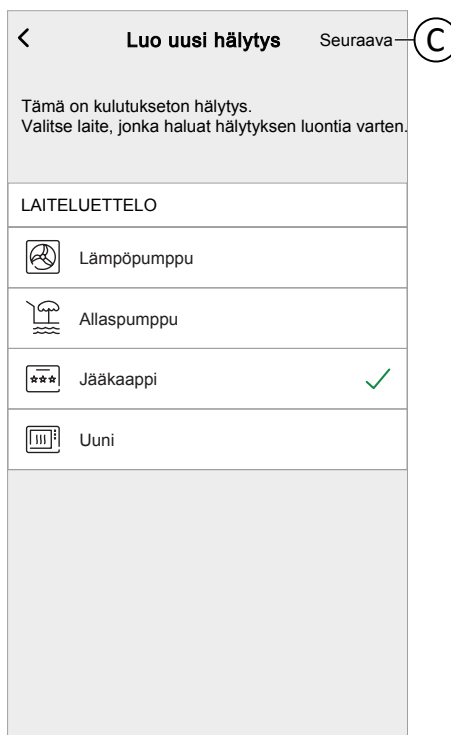 Luo uusi hälytys
Seuraava
C
Tämä on kulutukseton hälytys.
Valitse laite, jonka haluat hälytyksen luontia varten.
LAITELUETTELO
Lämpöpumppu
Allaspumppu
Jääkaappi
Uuni